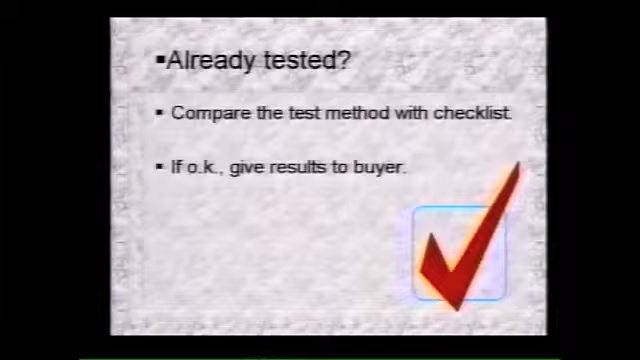 ▪Already tested?
▪ Compare the test method with checklist.
▪ If o.k., give results to buyer.